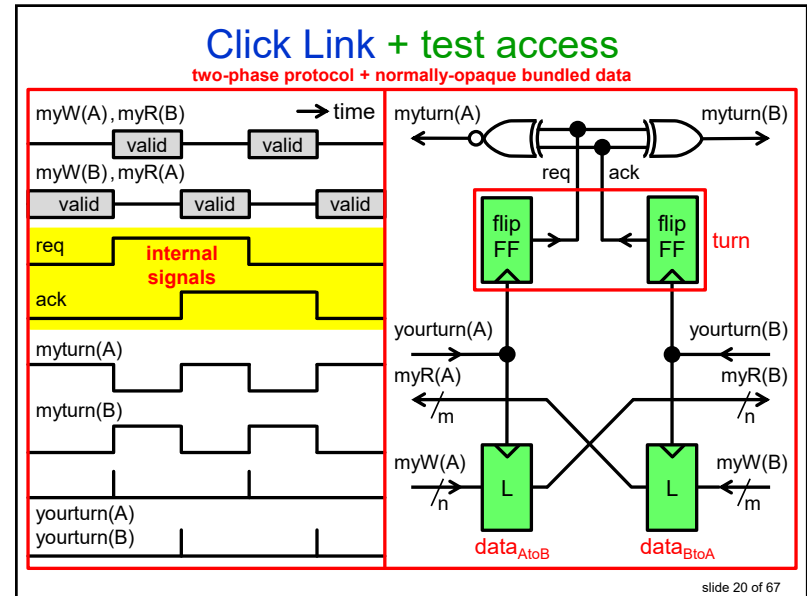 Click Link + test access
two-phase protocol + normally-opaque bundled data
myW(A),myR(B)
time
valid
valid
myW(B), myR(A)
valid
valid
valid
req
internal
signals
ack
myturn(A)
myturn(B)
yourturn(A)
yourturn(B)
myturn(A)
myturn(B)
req
ack
flip
FF
flip
FF
turn
yourturn(A)
yourturn(B)
myR(A)
myR(B)
m
n
myW(A)
myW(B)
n
L
L
m
dataAtoB
dataBtoA
slide 20 of 67